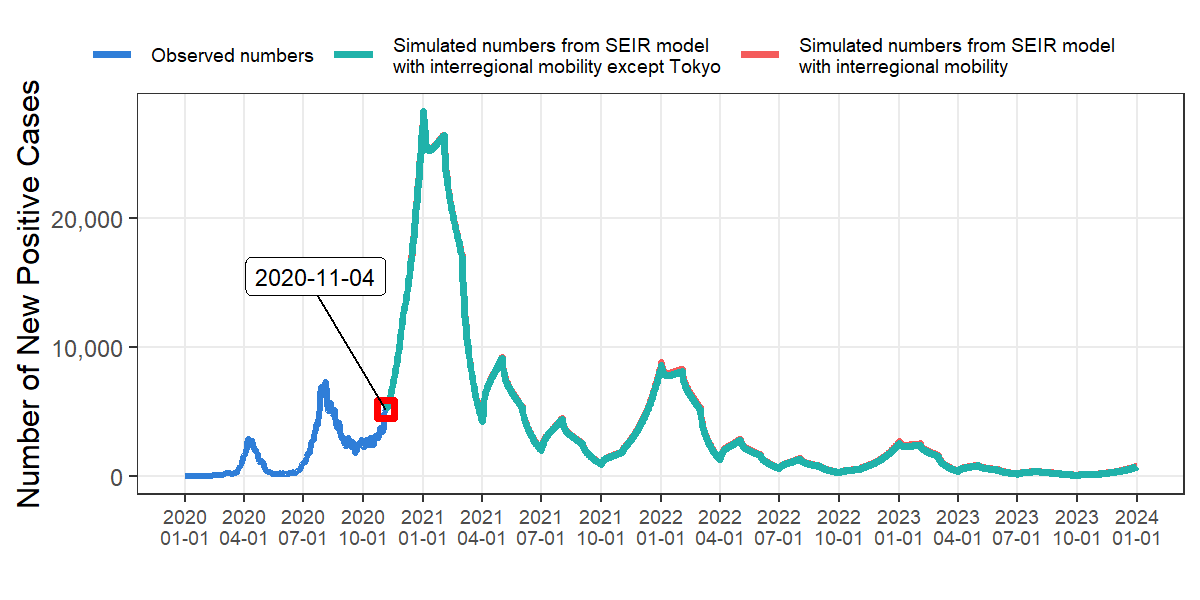 Observed numbers
Simulated numbers from SEIR model
with interregional mobility except Tokyo
Simulated numbers from SEIR model
with interregional mobility
Number of New Positive Cases
20,000
10,000
0
2020-11-04
2020 2020 2020 2020 2021 2021 2021 2021 2022 2022 2022 2022 2023 2023 2023 2023 2024
01-01 04-01 07-01 10-01 01-01 04-01 07-01 10-01 01-01 04-01 07-01 10-01 01-01 04-01 07-01 10-01 01-01